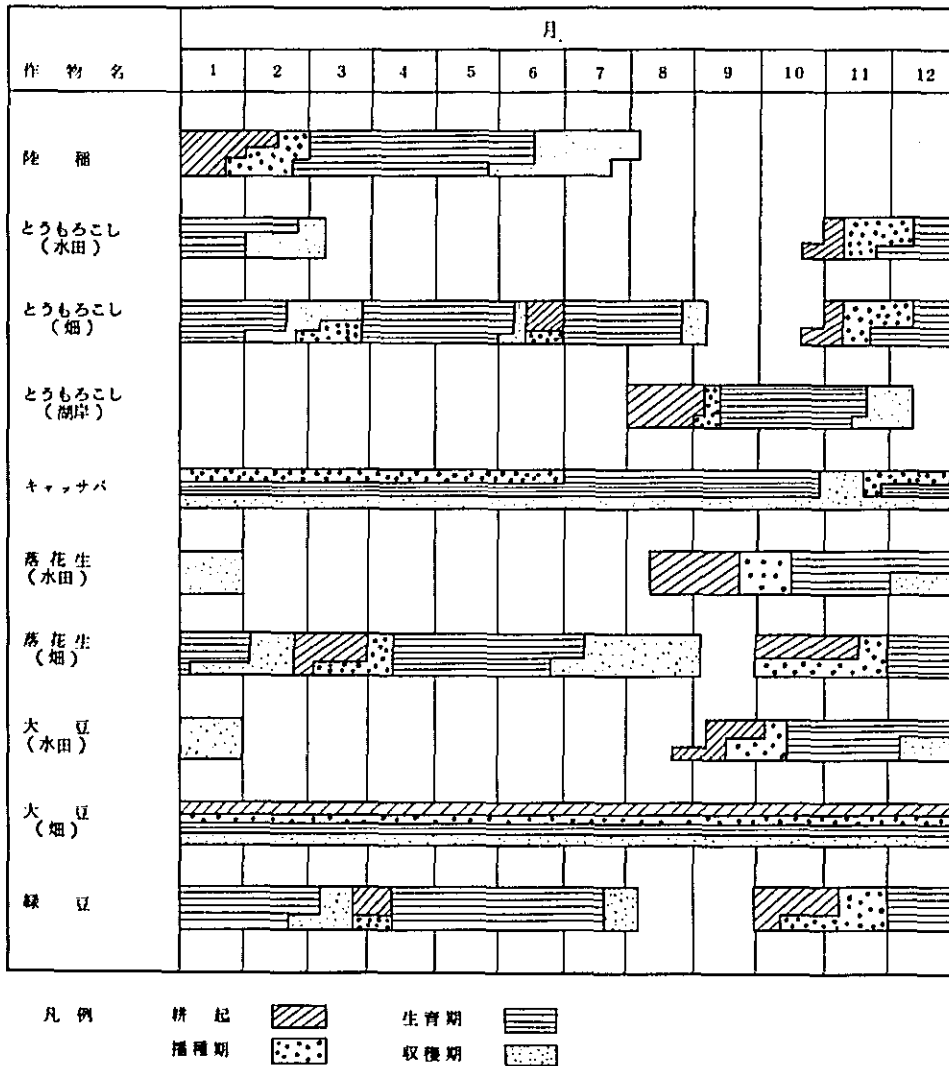 月
作物名 1 2 3 4 5 6 7 8 9 10 11 12
陸稲
とうもろこし
(水田)
とうもろこし
(畑)
とうもろこし
(湖岸)
キャッサバ
落花生
(水田)
落花生
(畑)
大豆
(水田)
大豆
(畑)
緑豆
凡例 耕起 生育期
播種期 収穫期